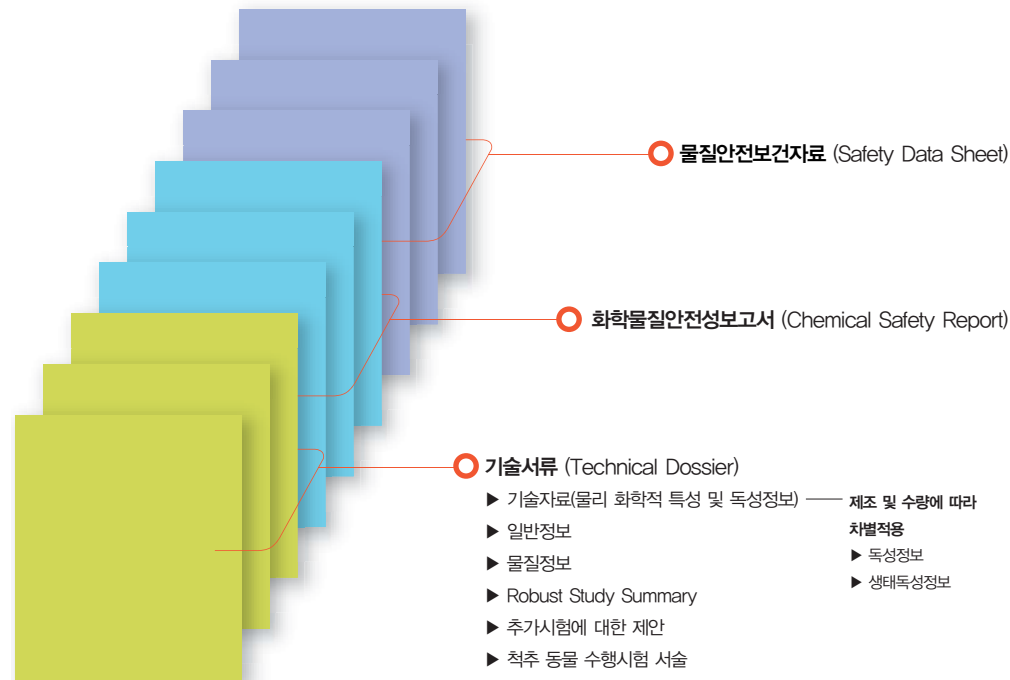 물질안전보건자료 (Safety Data Sheet)
화학물질안전성보고서 (Chemical Safety Report)
기술서류 (Technical Dossier)
▶ 기술자료(물리 화학적 특성 및 독성정보)
▶ 일반정보
▶ 물질정보
▶ Robust Study Summary
▶ 추가시험에 대한 제안
▶ 척추 동물 수행시험 서술
제조 및 수량에 따라
차별적용
▶ 독성정보
▶ 생태독성정보